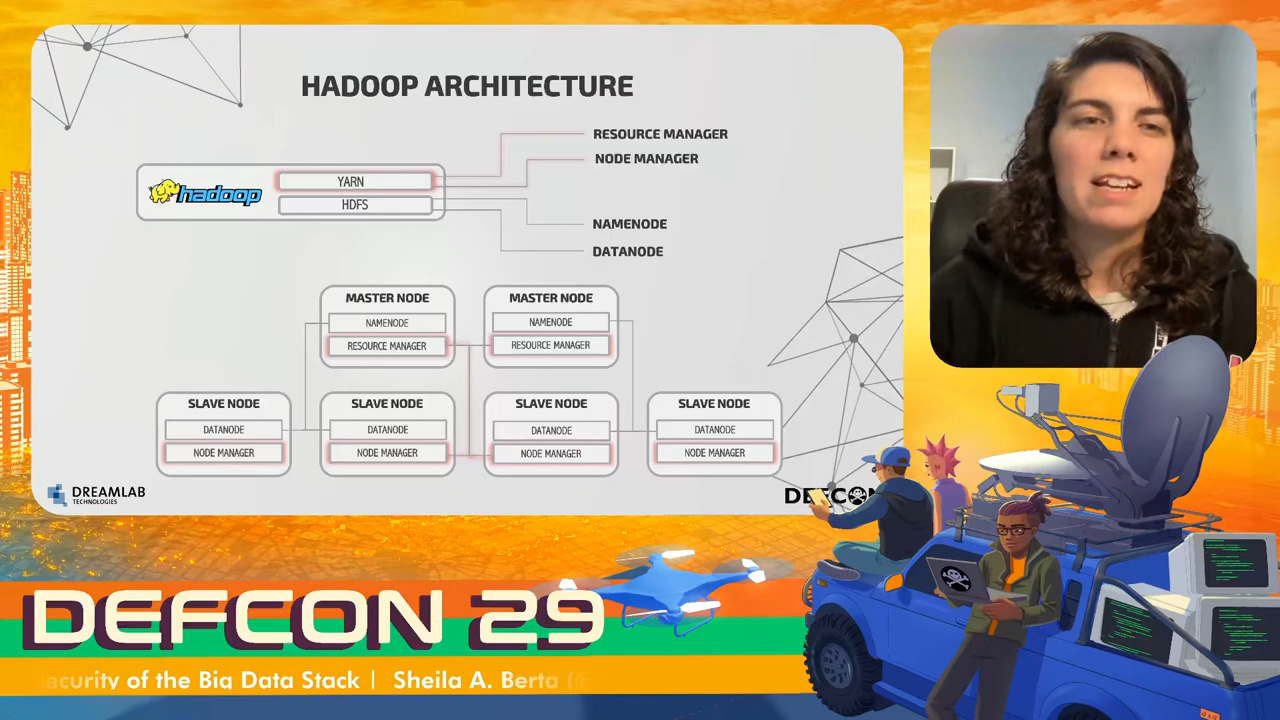 HADOOP ARCHITECTURE
RESOURCE MANAGER
NODE MANAGER
hadoop
YARN
HDFS
NAMENODE
DATANODE
MASTER NODE
NAMENODE
RESOURCE MANAGER
MASTER NODE
NAMENODE
RESOURCE MANAGER
SLAVE NODE
DATANODE
NODE MANAGER
SLAVE NODE
DATANODE
NODE MANAGER
SLAVE NODE
DATANODE
NODE MANAGER
SLAVE NODE
DATANODE
NODE MANAGER
DREAMLAB
TECHNOLOGIES
DEFCON 29
of the Big Data Stack | Sheila A. Berta